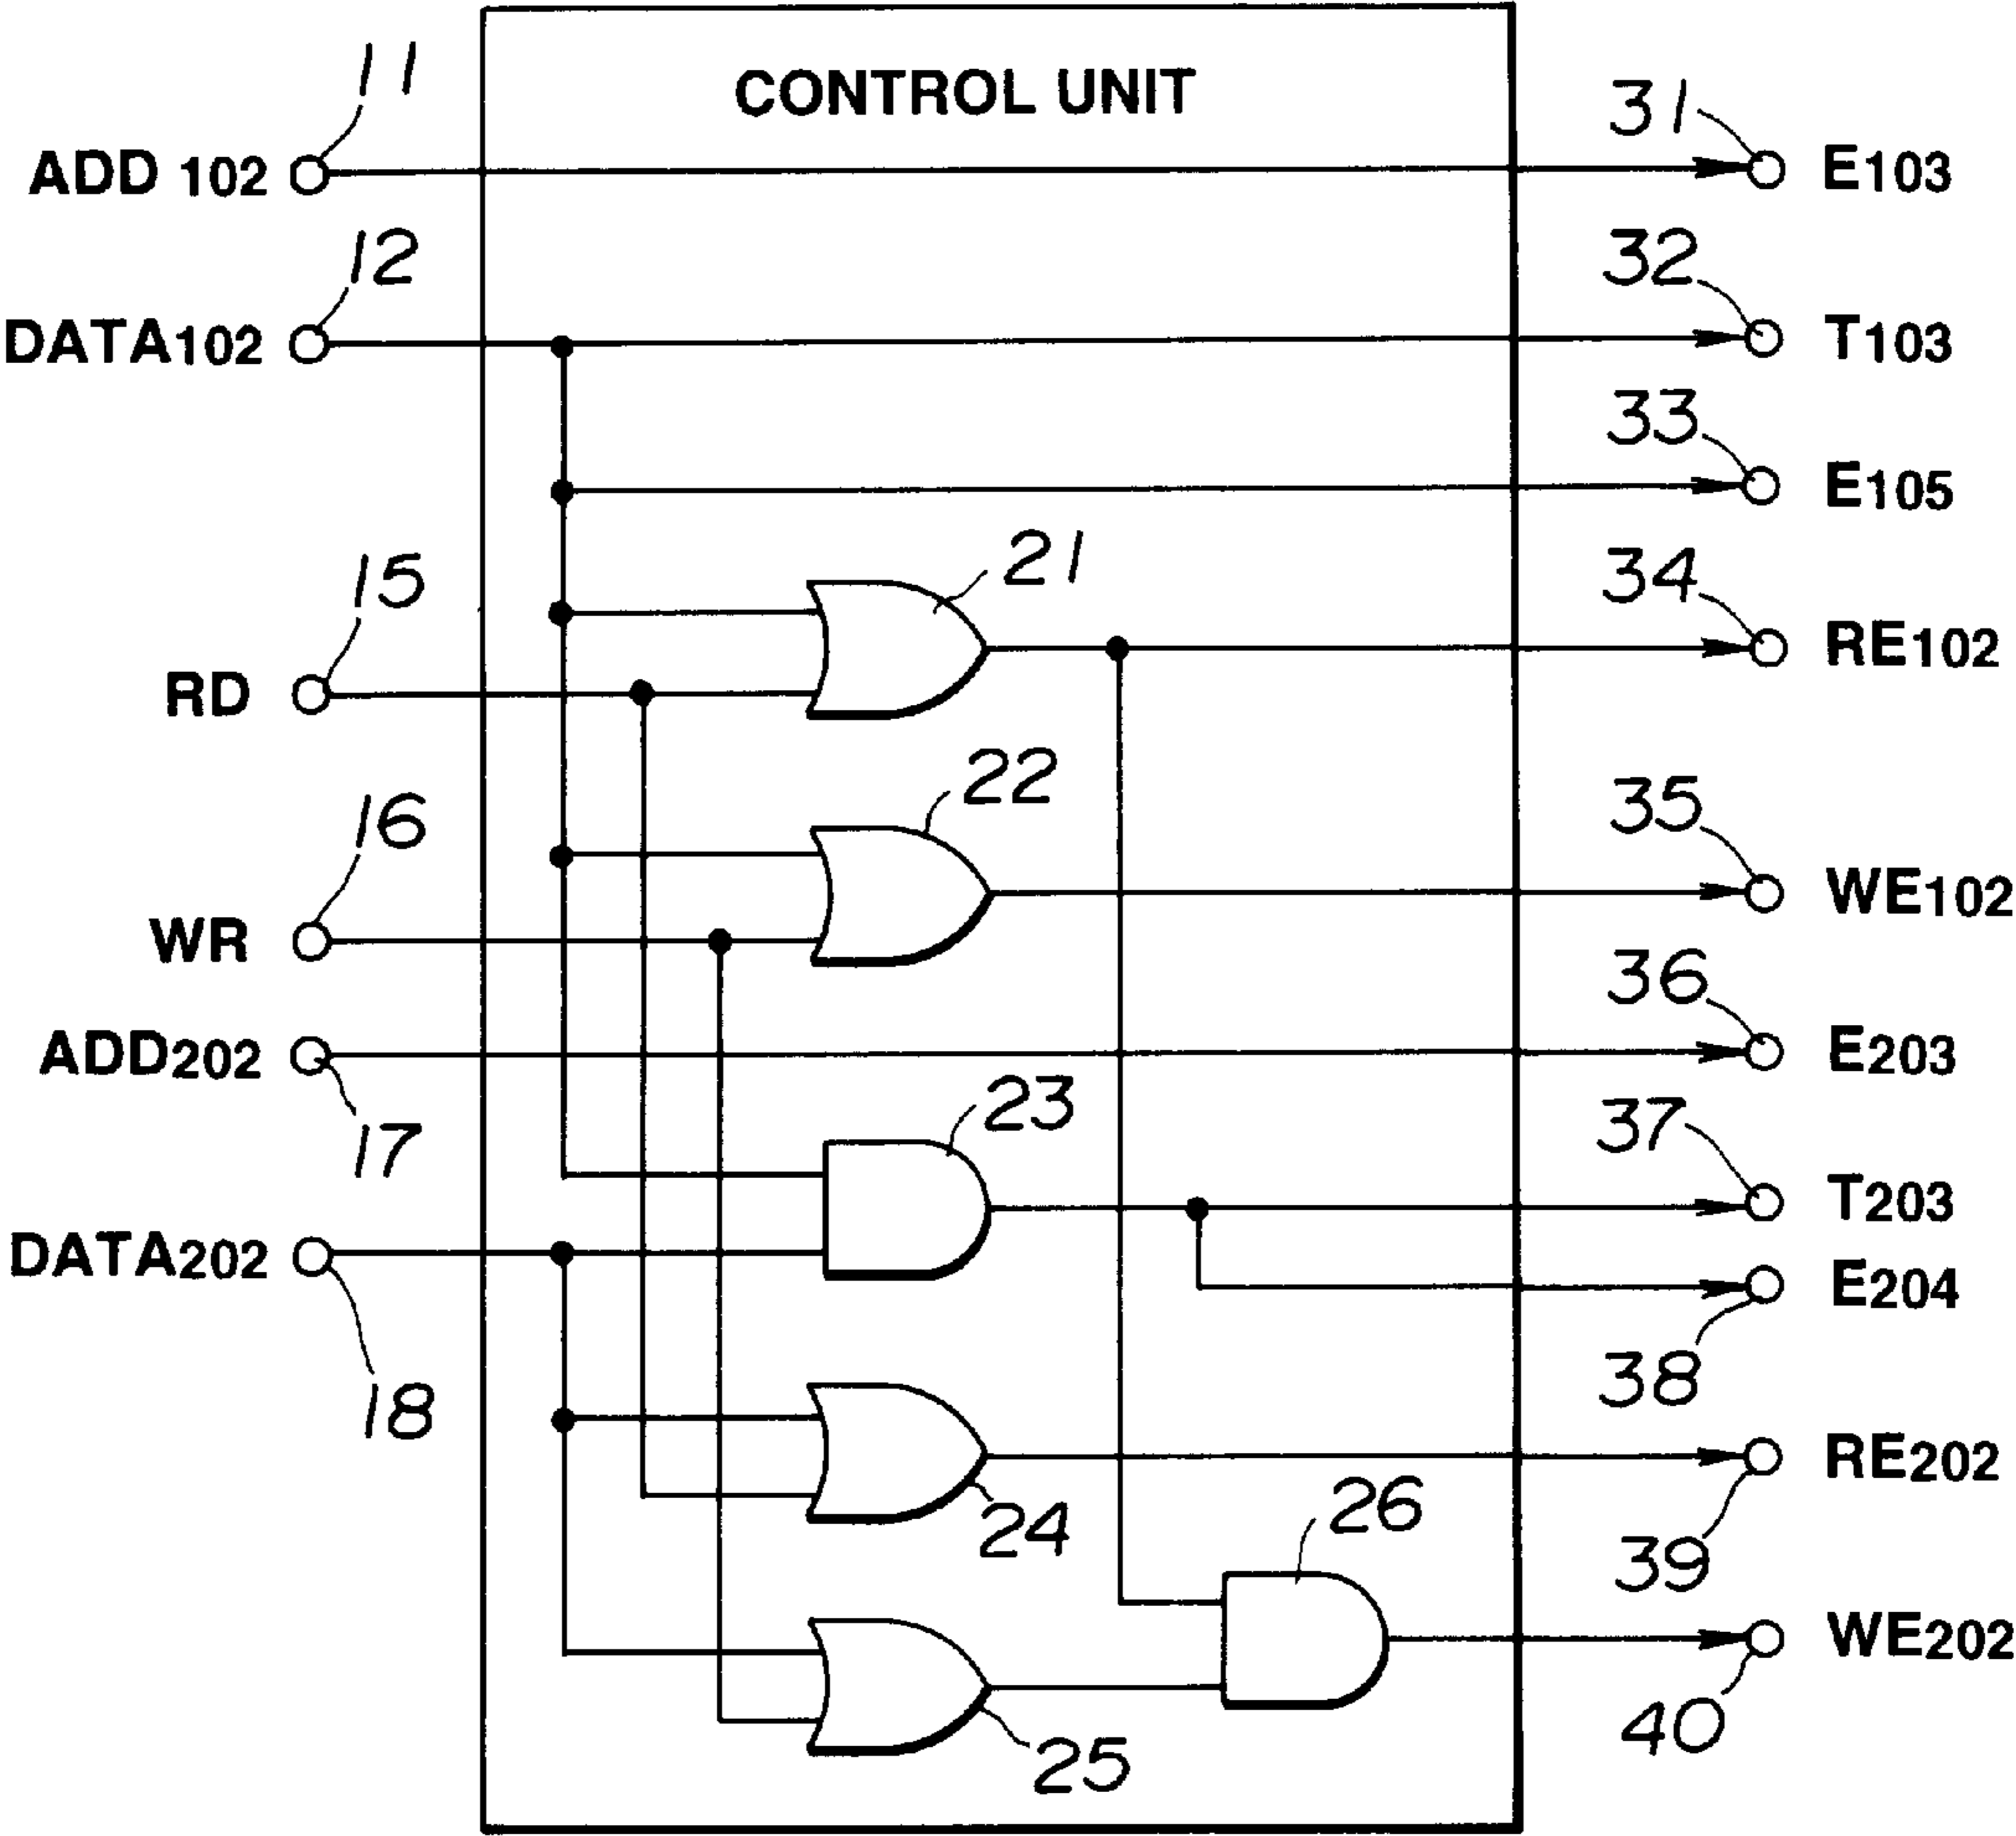 CONTROL UNIT
11
31
ADD 102
E103
12
32
DATA102
T103
33
E105
15
21
34
RD
RE102
16
22
35
WR
WE102
36
ADD202
E203
17
23
37
T203
DATA202
E204
18
38
24
26
RE202
39
WE202
25
40